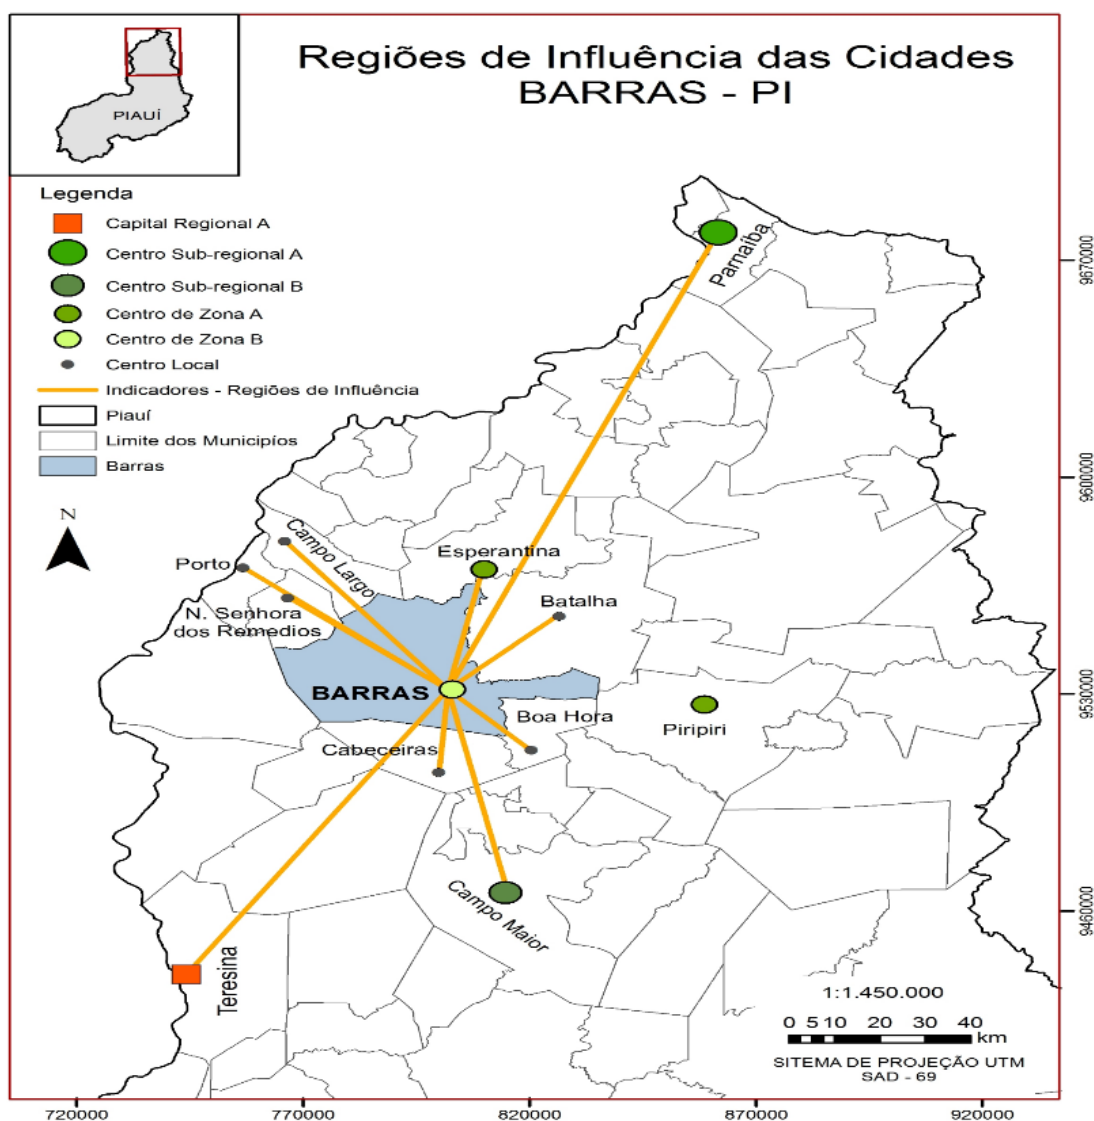 Regiões de Influência das Cidades
BARRAS - PI
PIAUÍ
Legenda
Capital Regional A
Centro Sub-regional A
Centro Sub-regional B
Centro de Zona A
Centro de Zona B
Centro Local
Indicadores - Regiões de Influência
Piauí
Limite dos Municipíos
Barras
N
Parnaíba
Campo Largo
Porto
Esperantina
N. Senhora
dos Remedios
Batalha
BARRAS
Boa Hora
Piripiri
Cabeceiras
Campo Maior
Teresina
9670000
9600000
9530000
9460000
1:1.450.000
0 5 10 20 30 40
km
SITEMA DE PROJEÇÃO UTM
SAD - 69
720000 770000 820000 870000 920000